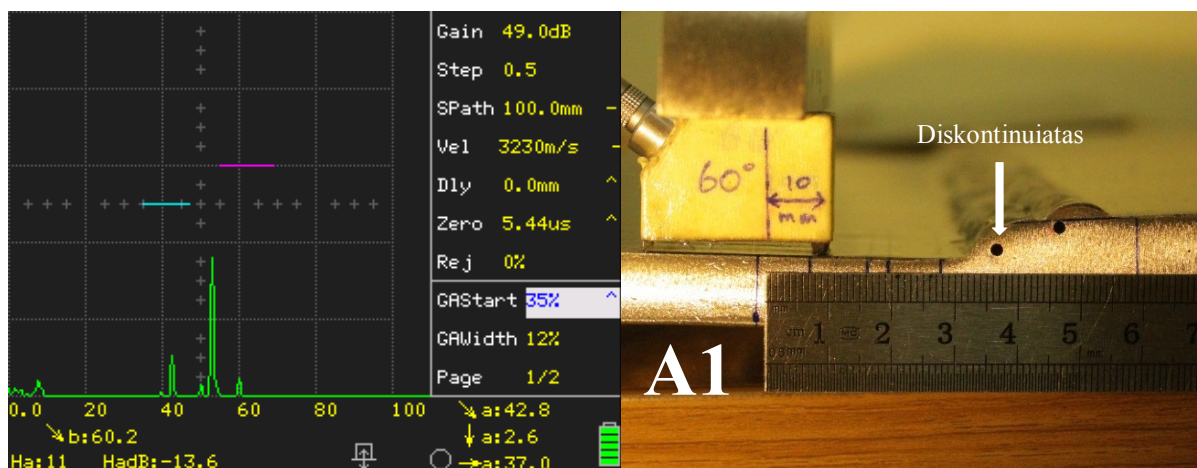 Gain 49.0dB
Step 0.5
SPath 100.0mm -
Vel 3230m/s -
Dly 0.0mm ^
Zero 5.44us ^
Rej 0%
GAStart 35% ^
GAWidth 12%
Page 1/2
0.0 20 40 60 80 100
↘a:42.8
↘b:60.2
↓a:2.6
Ha:11 HadB:-13.6
→a:37.0
Diskontinuiatas
60°
10
mm
1 2 3 4 5 6 7
A1